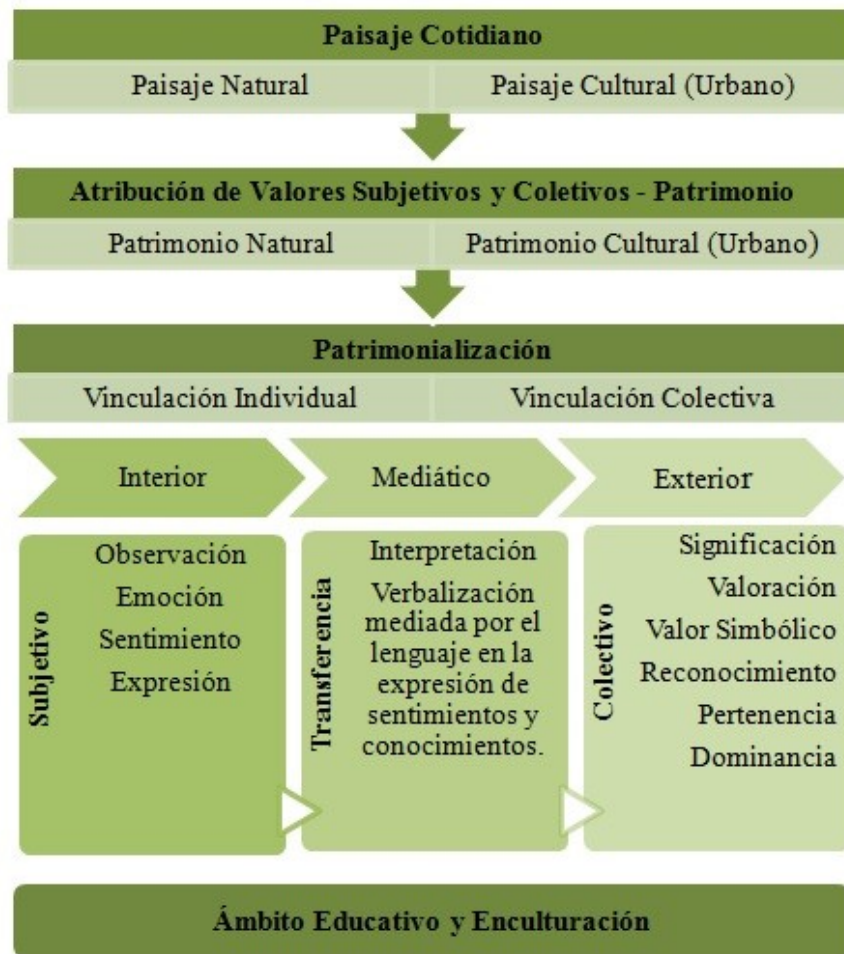 Paisaje Cotidiano
Paisaje Natural
Paisaje Cultural (Urbano)
Atribución de Valores Subjetivos y Coletivos - Patrimonio
Patrimonio Natural
Patrimonio Cultural (Urbano)
Patrimonialización
Vinculación Individual
Vinculación Colectiva
Interior
Mediático
Exterior
Subjetivo
Observación
Emoción
Sentimiento
Expresión
Transferencia
Interpretación
Verbalización
mediada por el
lenguaje en la
expresión de
sentimientos y
conocimientos.
Colectivo
Significación
Valoración
Valor Simbólico
Reconocimiento
Pertenencia
Dominancia
Ámbito Educativo y Enculturación